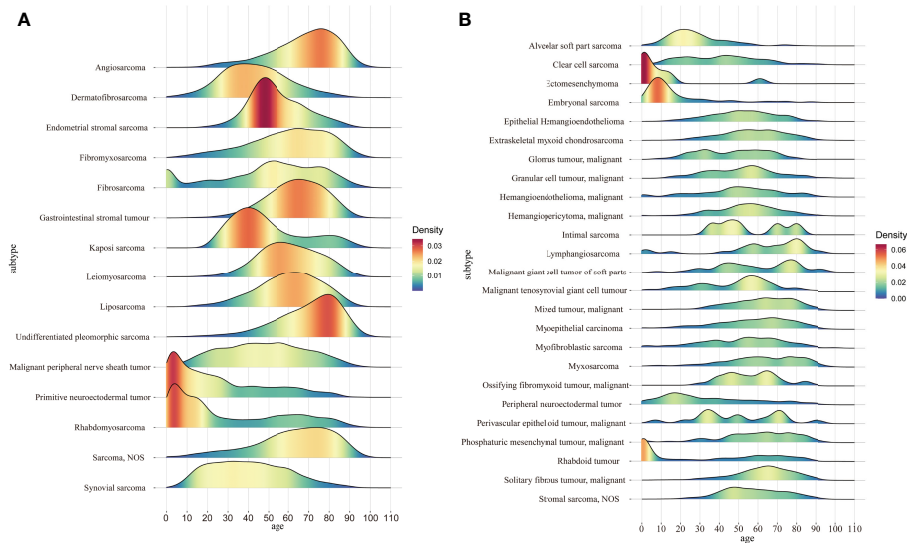 A
Angiosarcoma
Dermatofibrosarcoma
Endometrial stromal sarcoma
Fibromyxosarcoma
Fibrosarcoma
Gastrointestinal stromal tumour
Kaposi sarcoma
Leiomyosarcoma
Liposarcoma
Undifferentiated pleomorphic sarcoma
Malignant peripheral nerve sheath tumor
Primitive neuroectodermal tumor
Rhabdomyosarcoma
Sarcoma, NOS
Synovial sarcoma
subtype
0 10 20 30 40 50 60 70 80 90 100 110
age
Density
0.03
0.02
0.01
B
Alveolar soft part sarcoma
Clear cell sarcoma
Ectomesenchymoma
Embryonal sarcoma
Epithelial Hemangioendothelioma
Extraskeletal myxoid chondrosarcoma
Glomus tumour, malignant
Granular cell tumour, malignant
Hemangioendothelioma, malignant
Hemangiopericytoma, malignant
Intimal sarcoma
Lymphangiosarcoma
Malignant giant cell tumor of soft parts
Malignant tenosynovial giant cell tumour
Mixed tumour, malignant
Myoepithelial carcinoma
Myofibroblastic sarcoma
Myxosarcoma
Ossifying fibromyxoid tumour, malignant
Peripheral neuroectodermal tumor
Perivascular epitheloid tumour, malignant
Phosphaturic mesenchymal tumour, malignant
Rhabdoid tumour
Solitary fibrous tumour, malignant
Stromal sarcoma, NOS
subtype
0 10 20 30 40 50 60 70 80 90 100 110
age
Density
0.06
0.04
0.02
0.00